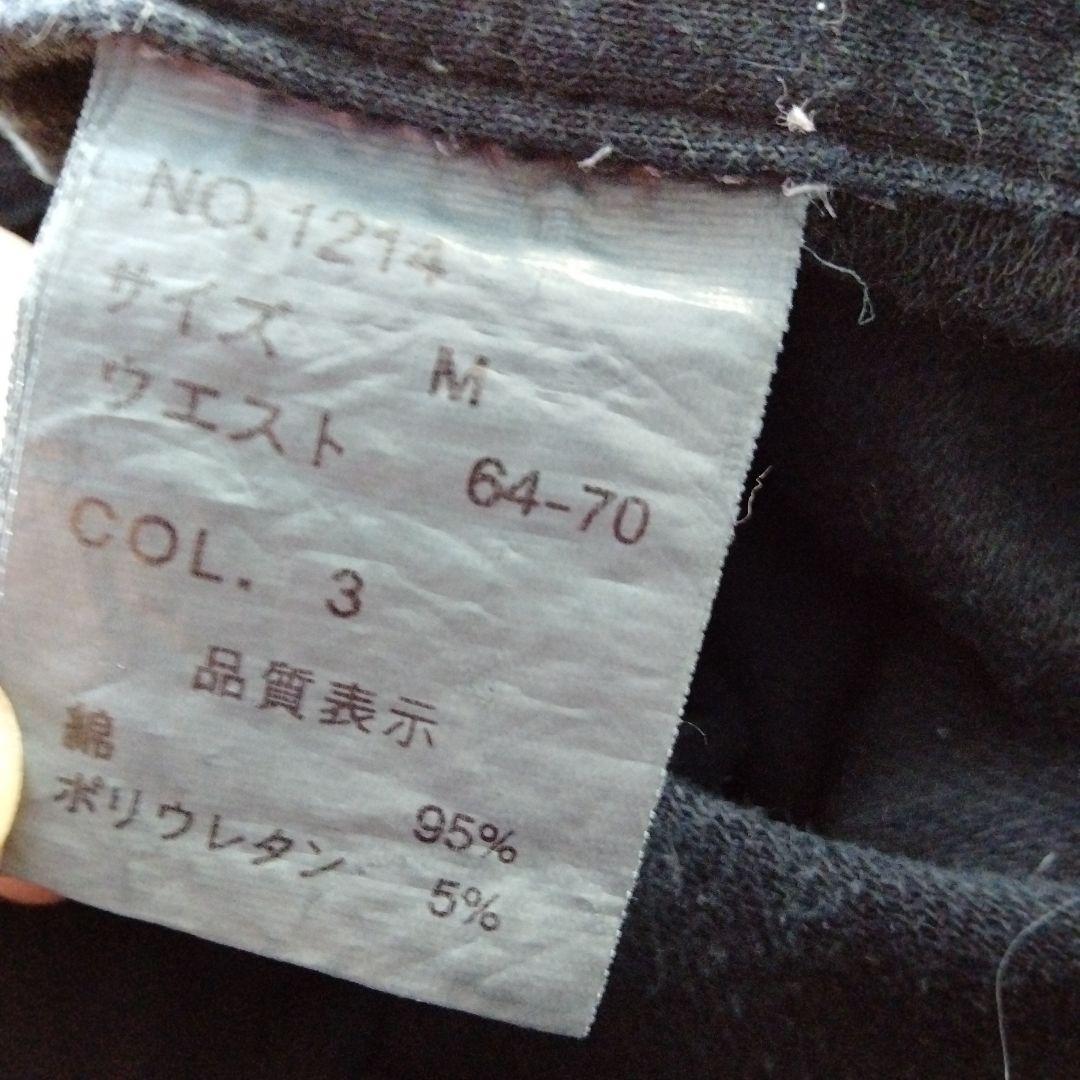 NO.1214
サイズ M
ウエスト 64-70
COL. 3
品質表示
綿 95%
ポリウレタン 5%